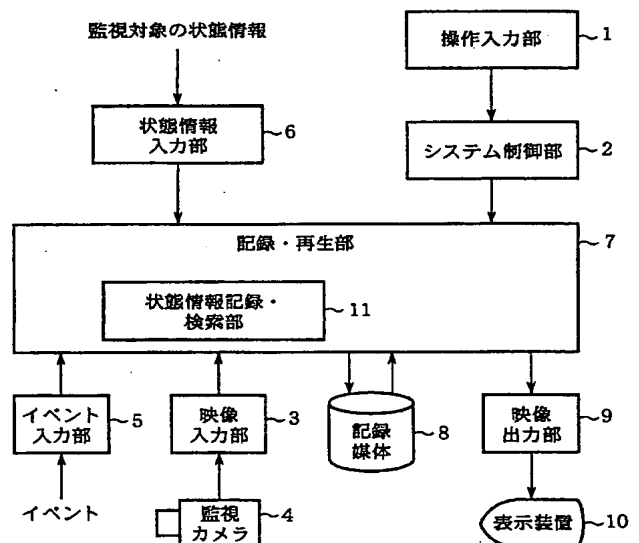 監視対象の状態情報
操作入力部
1
状態情報
入力部
6
システム制御部
2
記録・再生部
7
状態情報記録・
検索部
11
イベント
入力部
5
映像
入力部
3
記録
媒体
8
映像
出力部
9
イベント
監視
カメラ
4
表示装置
10